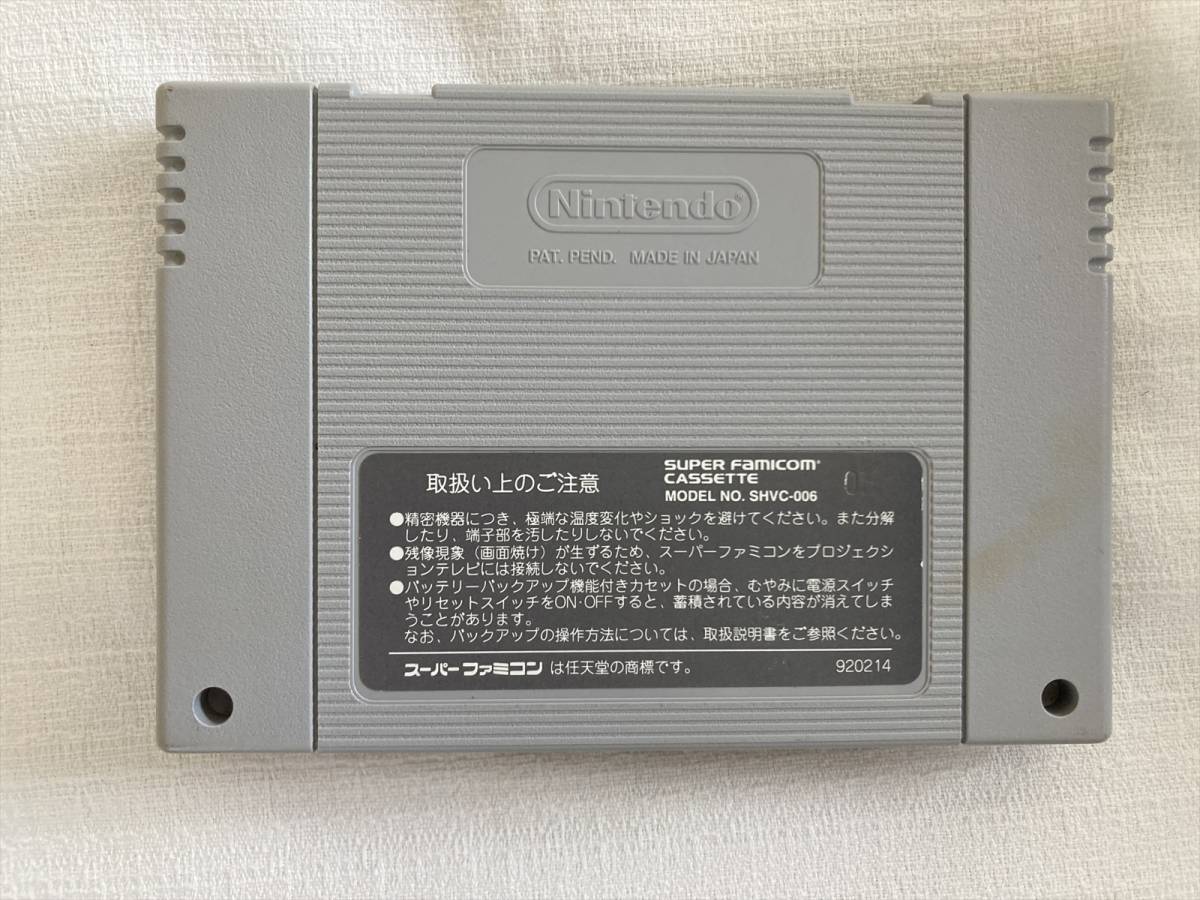 Nintendo®
PAT. PEND. MADE IN JAPAN
取扱い上のご注意
SUPER FAMICOM®
CASSETTE
MODEL NO. SHVC-006
●精密機器につき、極端な温度変化やショックを避けてください。また分解
したり、端子部を汚したりしないでください。
●残像現象（画面焼け）が生ずるため、スーパーファミコンをプロジェクシ
ョンテレビには接続しないでください。
●バッテリーバックアップ機能付きカセットの場合、むやみに電源スイッチ
やリセットスイッチをON·OFFすると、蓄積されている内容が消えてしま
うことがあります。
なお、バックアップの操作方法については、取扱説明書をご参照ください。
スーパーファミコン は任天堂の商標です。
920214